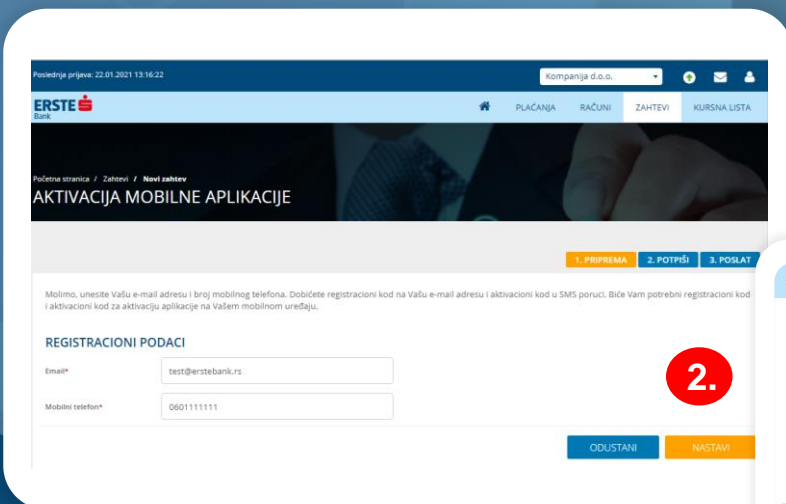 Poslednja prijava: 22.01.2021 13:16:22
Kompanija d.o.o.
ERSTE
Bank
PLAĆANJA RAČUNI ZAHTEVI KURSNA LISTA
Početna stranica / Zahtevi / Novi zahtev
AKTIVACIJA MOBILNE APLIKACIJE
1. PRIPREMA 2. POTPIŠI 3. POSLAT
Molimo, unesite Vašu e-mail adresu i broj mobilnog telefona. Dobićete registracioni kod na Vašu e-mail adresu i aktivacioni kod u SMS poruci. Biće Vam potrebni registracioni kod
i aktivacioni kod za aktivaciju aplikacije na Vašem mobilnom uređaju.
REGISTRACIONI PODACI
Email* test@erstebank.rs
2.
Mobilni telefon* 0601111111
ODUSTANI NASTAVI